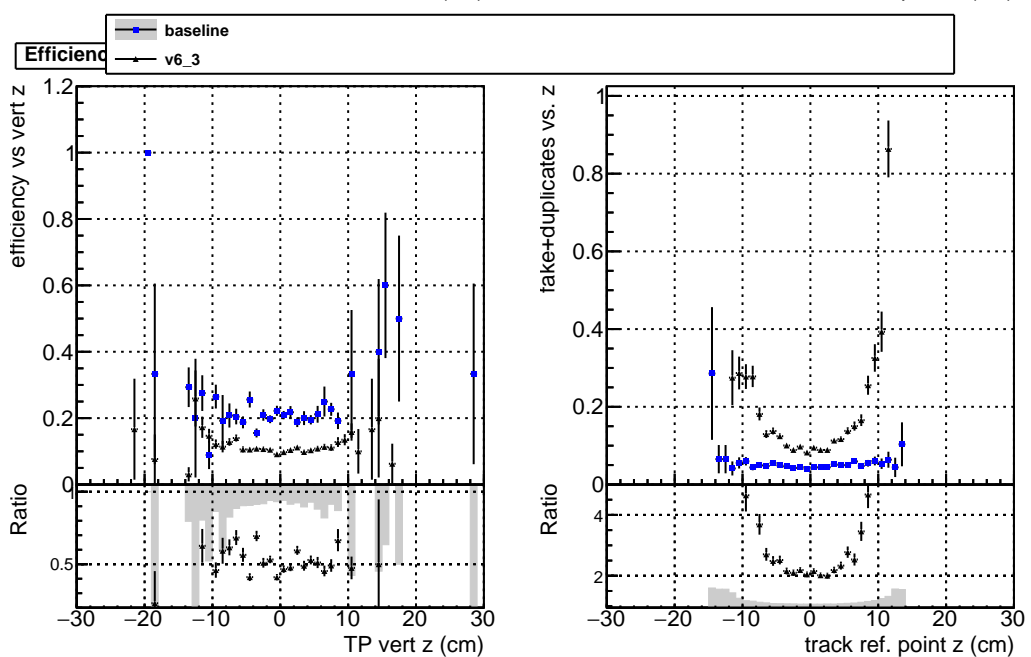 baseline
v6_3
Efficienc
efficiency vs vert z
1.2
1
0.8
0.6
0.4
0.2
0
Ratio
1
0.5
−30 −20 −10 0 10 20 30
TP vert z (cm)
fake+duplicates vs. z
1
0.8
0.6
0.4
0.2
0
Ratio
4
2
−30 −20 −10 0 10 20 30
track ref. point z (cm)